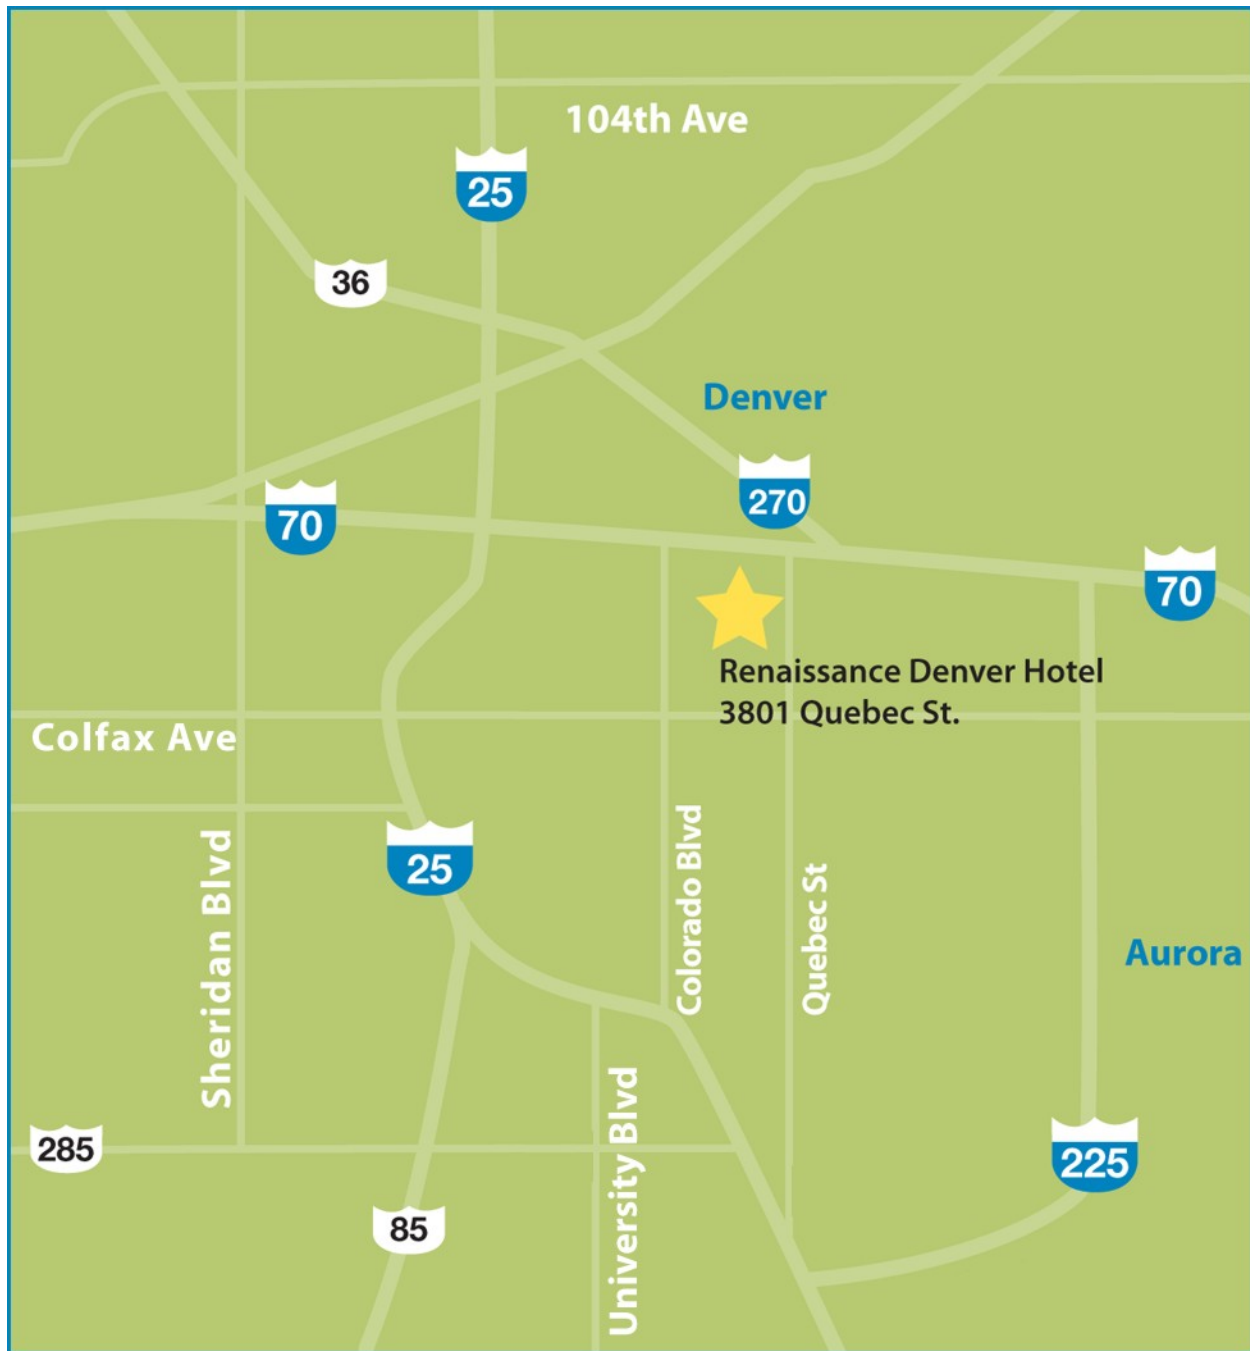 104th Ave
25
36
Denver
270
70
70
Renaissance Denver Hotel
3801 Quebec St.
Colfax Ave
Sheridan Blvd
25
Colorado Blvd
Quebec St
Aurora
University Blvd
285
225
85